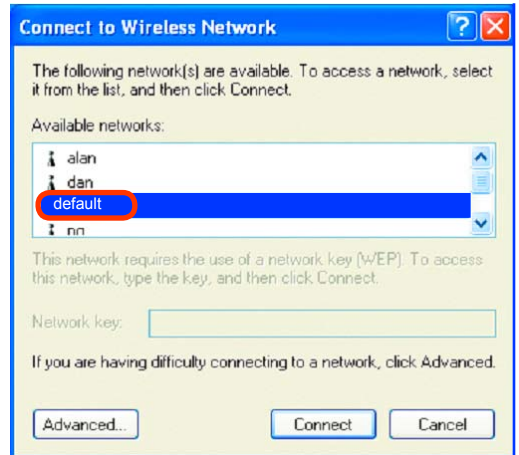 Connect to Wireless Network
The following network(s) are available. To access a network, select
it from the list, and then click Connect.
Available networks:
alan
dan
default
This network requires the use of a network key (WEP). To access
this network, type the key, and then click Connect.
Network key:
If you are having difficulty connecting to a network, click Advanced.
Advanced...
Connect
Cancel